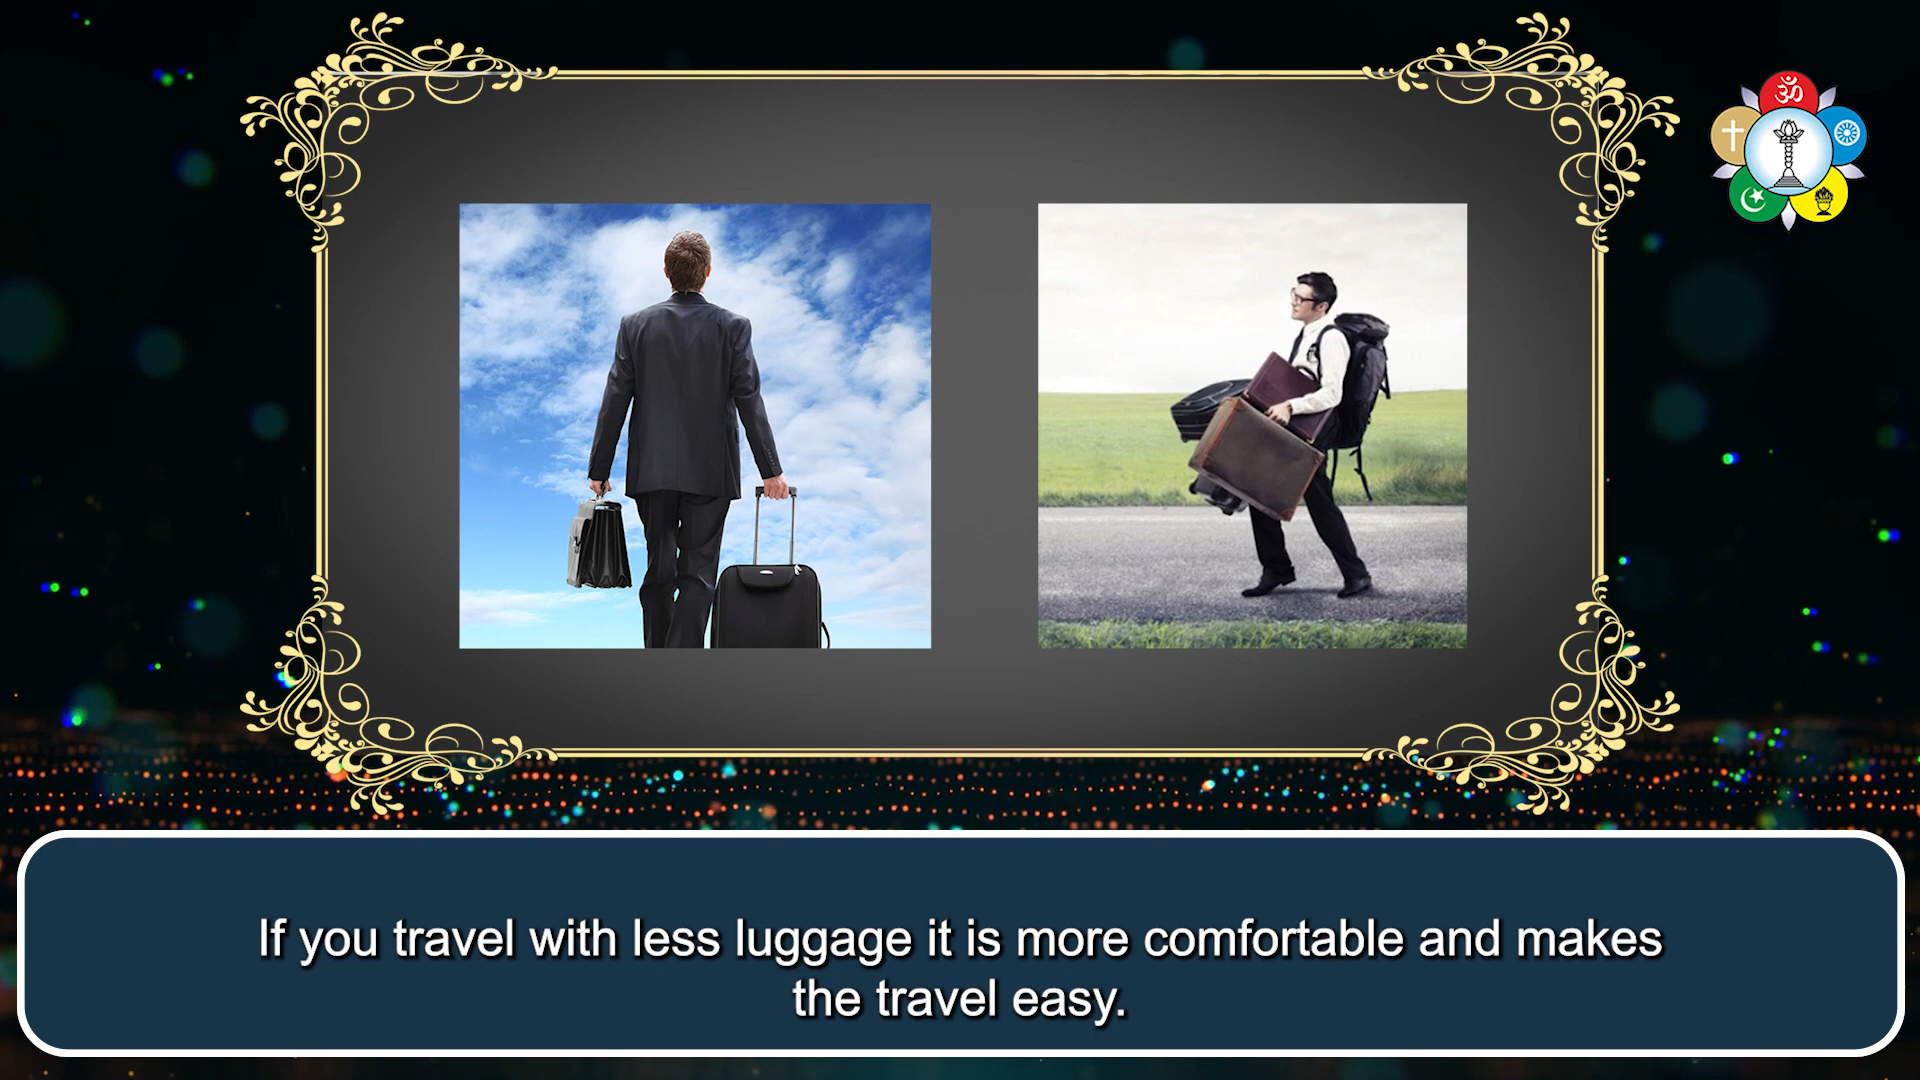 ॐ
If you travel with less luggage it is more comfortable and makes
the travel easy.